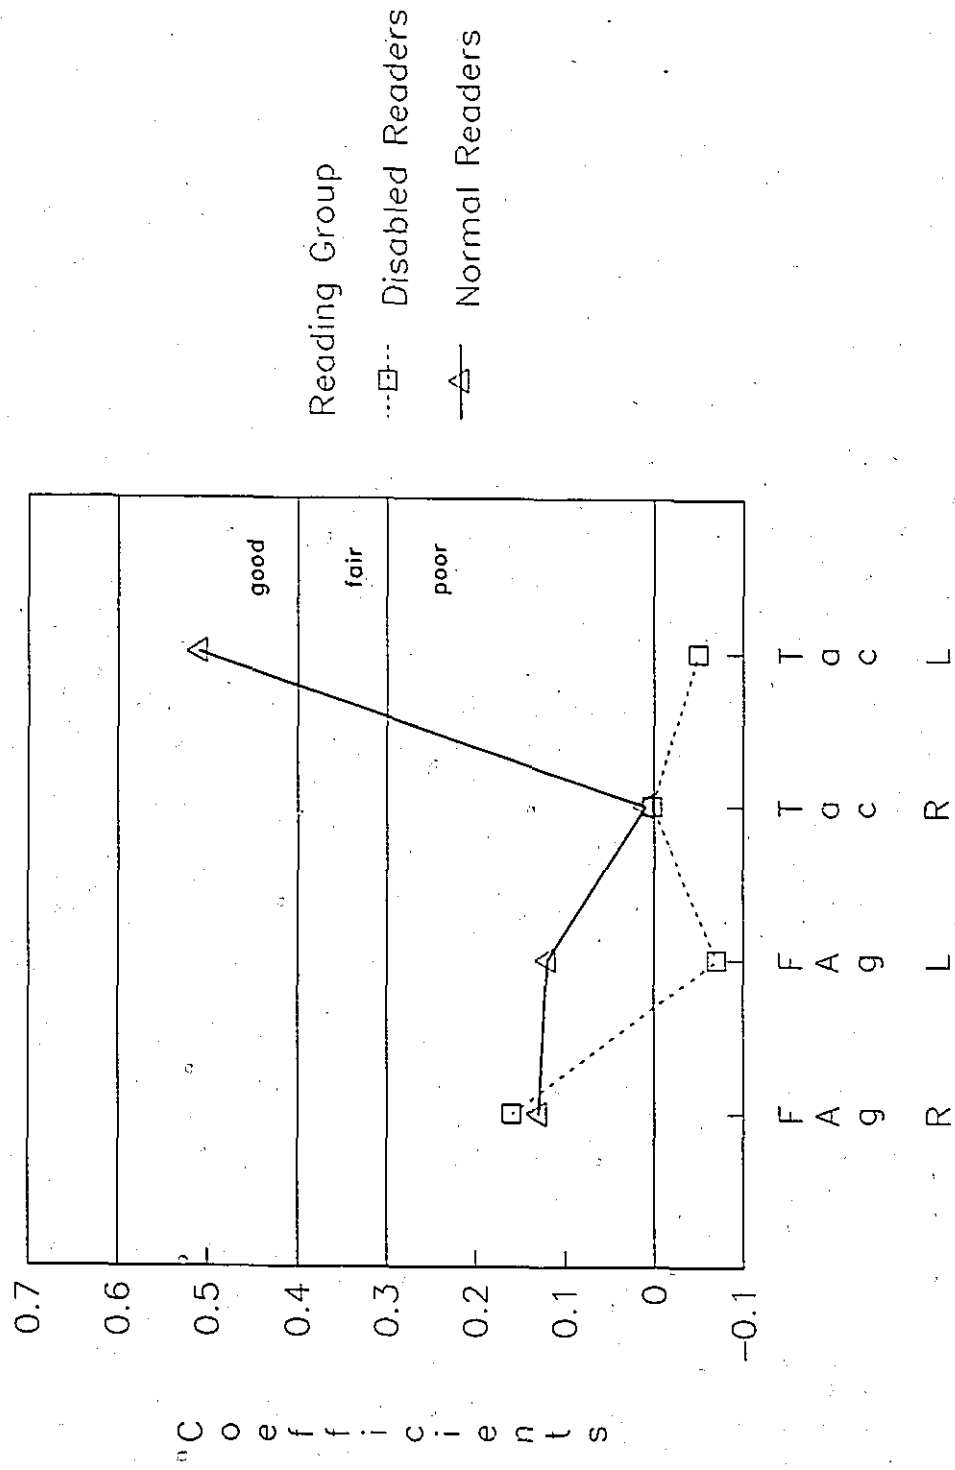 0.7
0.6
0.5
0.4
0.3
0.2
0.1
0
-0.1
Coefficients
good
fair
poor
FAg R
FAg L
Tac R
Tac L
Reading Group
Disabled Readers
Normal Readers